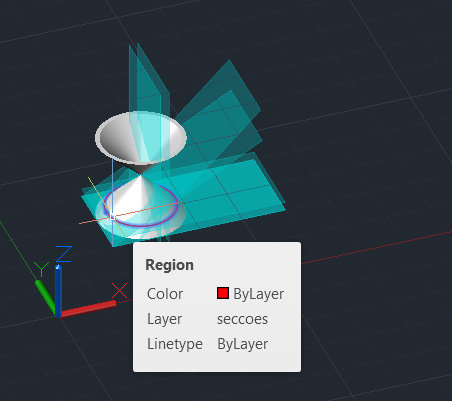 Z
Y
X
Region
Color ByLayer
Layer seccoes
Linetype ByLayer